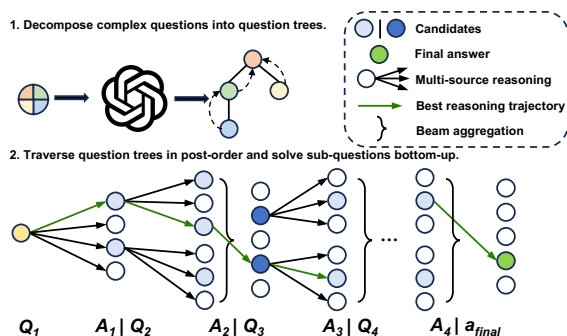 1. Decompose complex questions into question trees.
Candidates
Final answer
Multi-source reasoning
Best reasoning trajectory
Beam aggregation
2. Traverse question trees in post-order and solve sub-questions bottom-up.
...
Q1 A1 | Q2 A2 | Q3 A3 | Q4 A4 | afinal